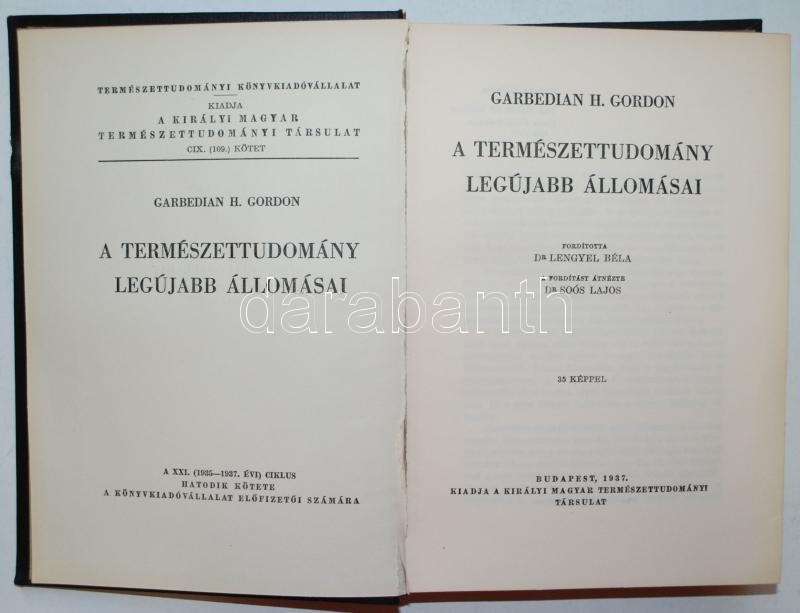 TERMÉSZETTUDOMÁNYI KÖNYVKIADÓVÁLLALAT
KIADJA
A KIRÁLYI MAGYAR
TERMÉSZETTUDOMÁNYI TÁRSULAT
CIX. (109.) KÖTET
GARBEDIAN H. GORDON
A TERMÉSZETTUDOMÁNY
LEGÚJABB ÁLLOMÁSAI
A XXI. (1935—1937. ÉVI) CIKLUS
HATODIK KÖTETE
A KÖNYVKIADÓVÁLLALAT ELŐFIZETŐI SZÁMÁRA
GARBEDIAN H. GORDON
A TERMÉSZETTUDOMÁNY
LEGÚJABB ÁLLOMÁSAI
FORDÍTOTTA
DR LENGYEL BÉLA
A FORDÍTÁST ÁTNÉZTE
DR SOÓS LAJOS
35 KÉPPEL
BUDAPEST, 1937.
KIADJA A KIRÁLYI MAGYAR TERMÉSZETTUDOMÁNYI
TÁRSULAT
darabanth